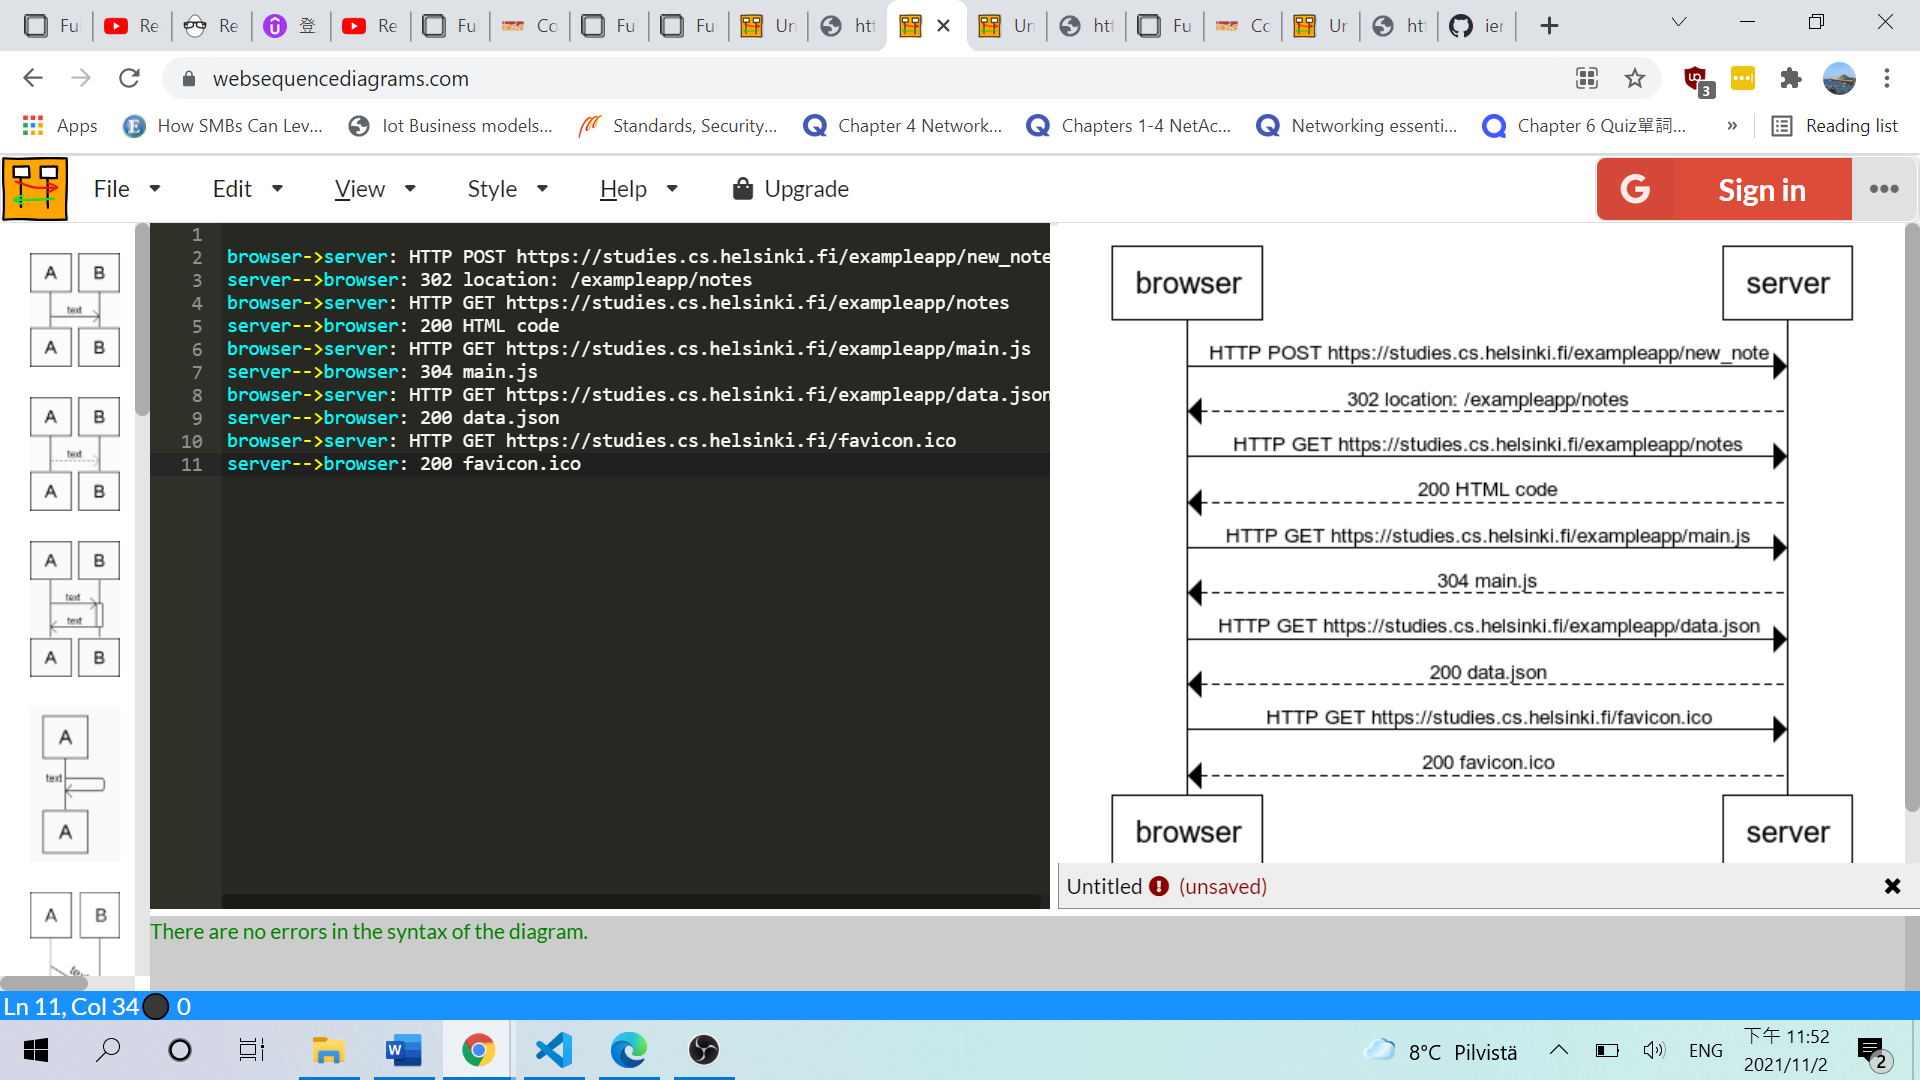 Fu
Re
Re
登
Re
Fu
Co
Fu
Fu
Un
htt
Un
htt
Fu
Cc
Ur
ht
ier
websequencediagrams.com
3
Apps
How SMBs Can Lev...
Iot Business models...
Standards, Security...
Chapter 4 Network...
Chapters 1-4 NetAc...
Networking essenti...
Chapter 6 Quiz單詞...
»
Reading list
File
Edit
View
Style
Help
Upgrade
G Sign in
A B
text
A B
A B
text
A B
A B
text
text
A B
A
text
A
A B
1
2 browser->server: HTTP POST https://studies.cs.helsinki.fi/exampleapp/new_note
3 server-->browser: 302 location: /exampleapp/notes
4 browser->server: HTTP GET https://studies.cs.helsinki.fi/exampleapp/notes
5 server-->browser: 200 HTML code
6 browser->server: HTTP GET https://studies.cs.helsinki.fi/exampleapp/main.js
7 server-->browser: 304 main.js
8 browser->server: HTTP GET https://studies.cs.helsinki.fi/exampleapp/data.json
9 server-->browser: 200 data.json
10 browser->server: HTTP GET https://studies.cs.helsinki.fi/favicon.ico
11 server-->browser: 200 favicon.ico
browser server
HTTP POST https://studies.cs.helsinki.fi/exampleapp/new_note
302 location: /exampleapp/notes
HTTP GET https://studies.cs.helsinki.fi/exampleapp/notes
200 HTML code
HTTP GET https://studies.cs.helsinki.fi/exampleapp/main.js
304 main.js
HTTP GET https://studies.cs.helsinki.fi/exampleapp/data.json
200 data.json
HTTP GET https://studies.cs.helsinki.fi/favicon.ico
200 favicon.ico
browser server
Untitled (unsaved)
There are no errors in the syntax of the diagram.
Ln 11, Col 34 0
8°C Pilvistä
ENG
下午 11:52
2021/11/2
2